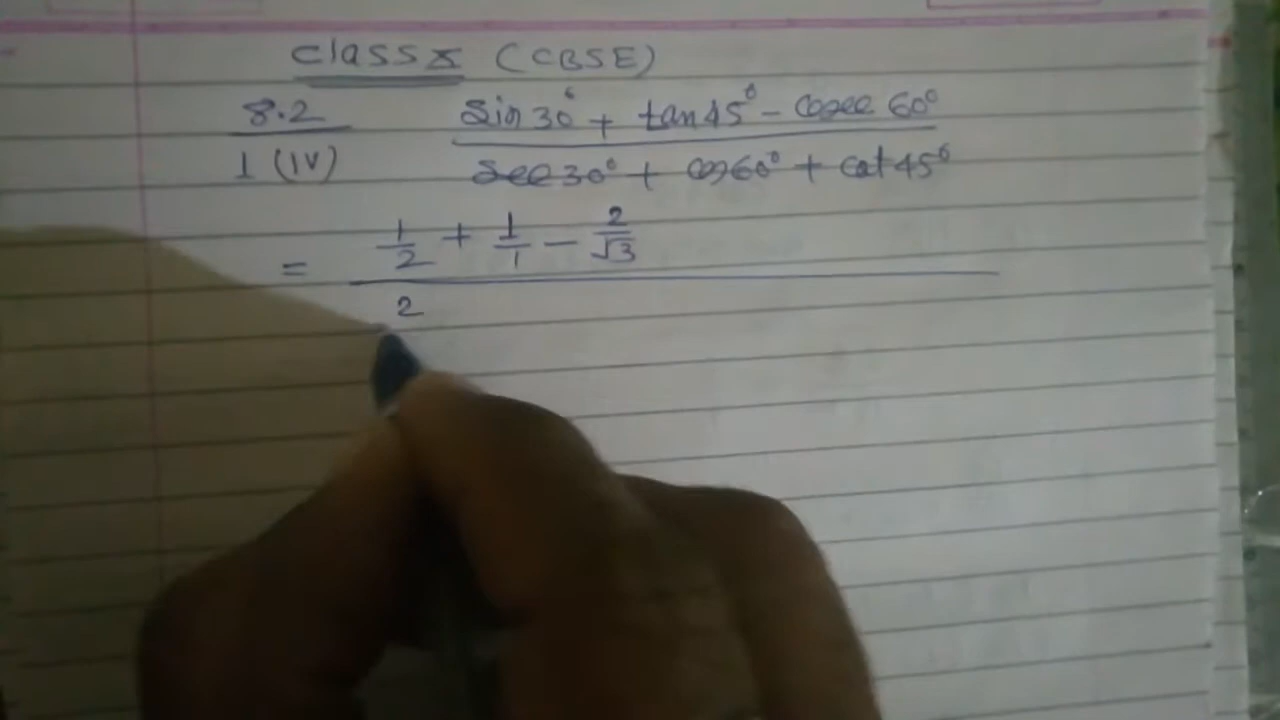 Class X (CBSE)
8.2
1 (IV)
Sin 30° + tan 45° - Cosec 60°
Sec 30° + Cos 60° + Cot 45°
= 1/2 + 1/1 - 2/√3
2